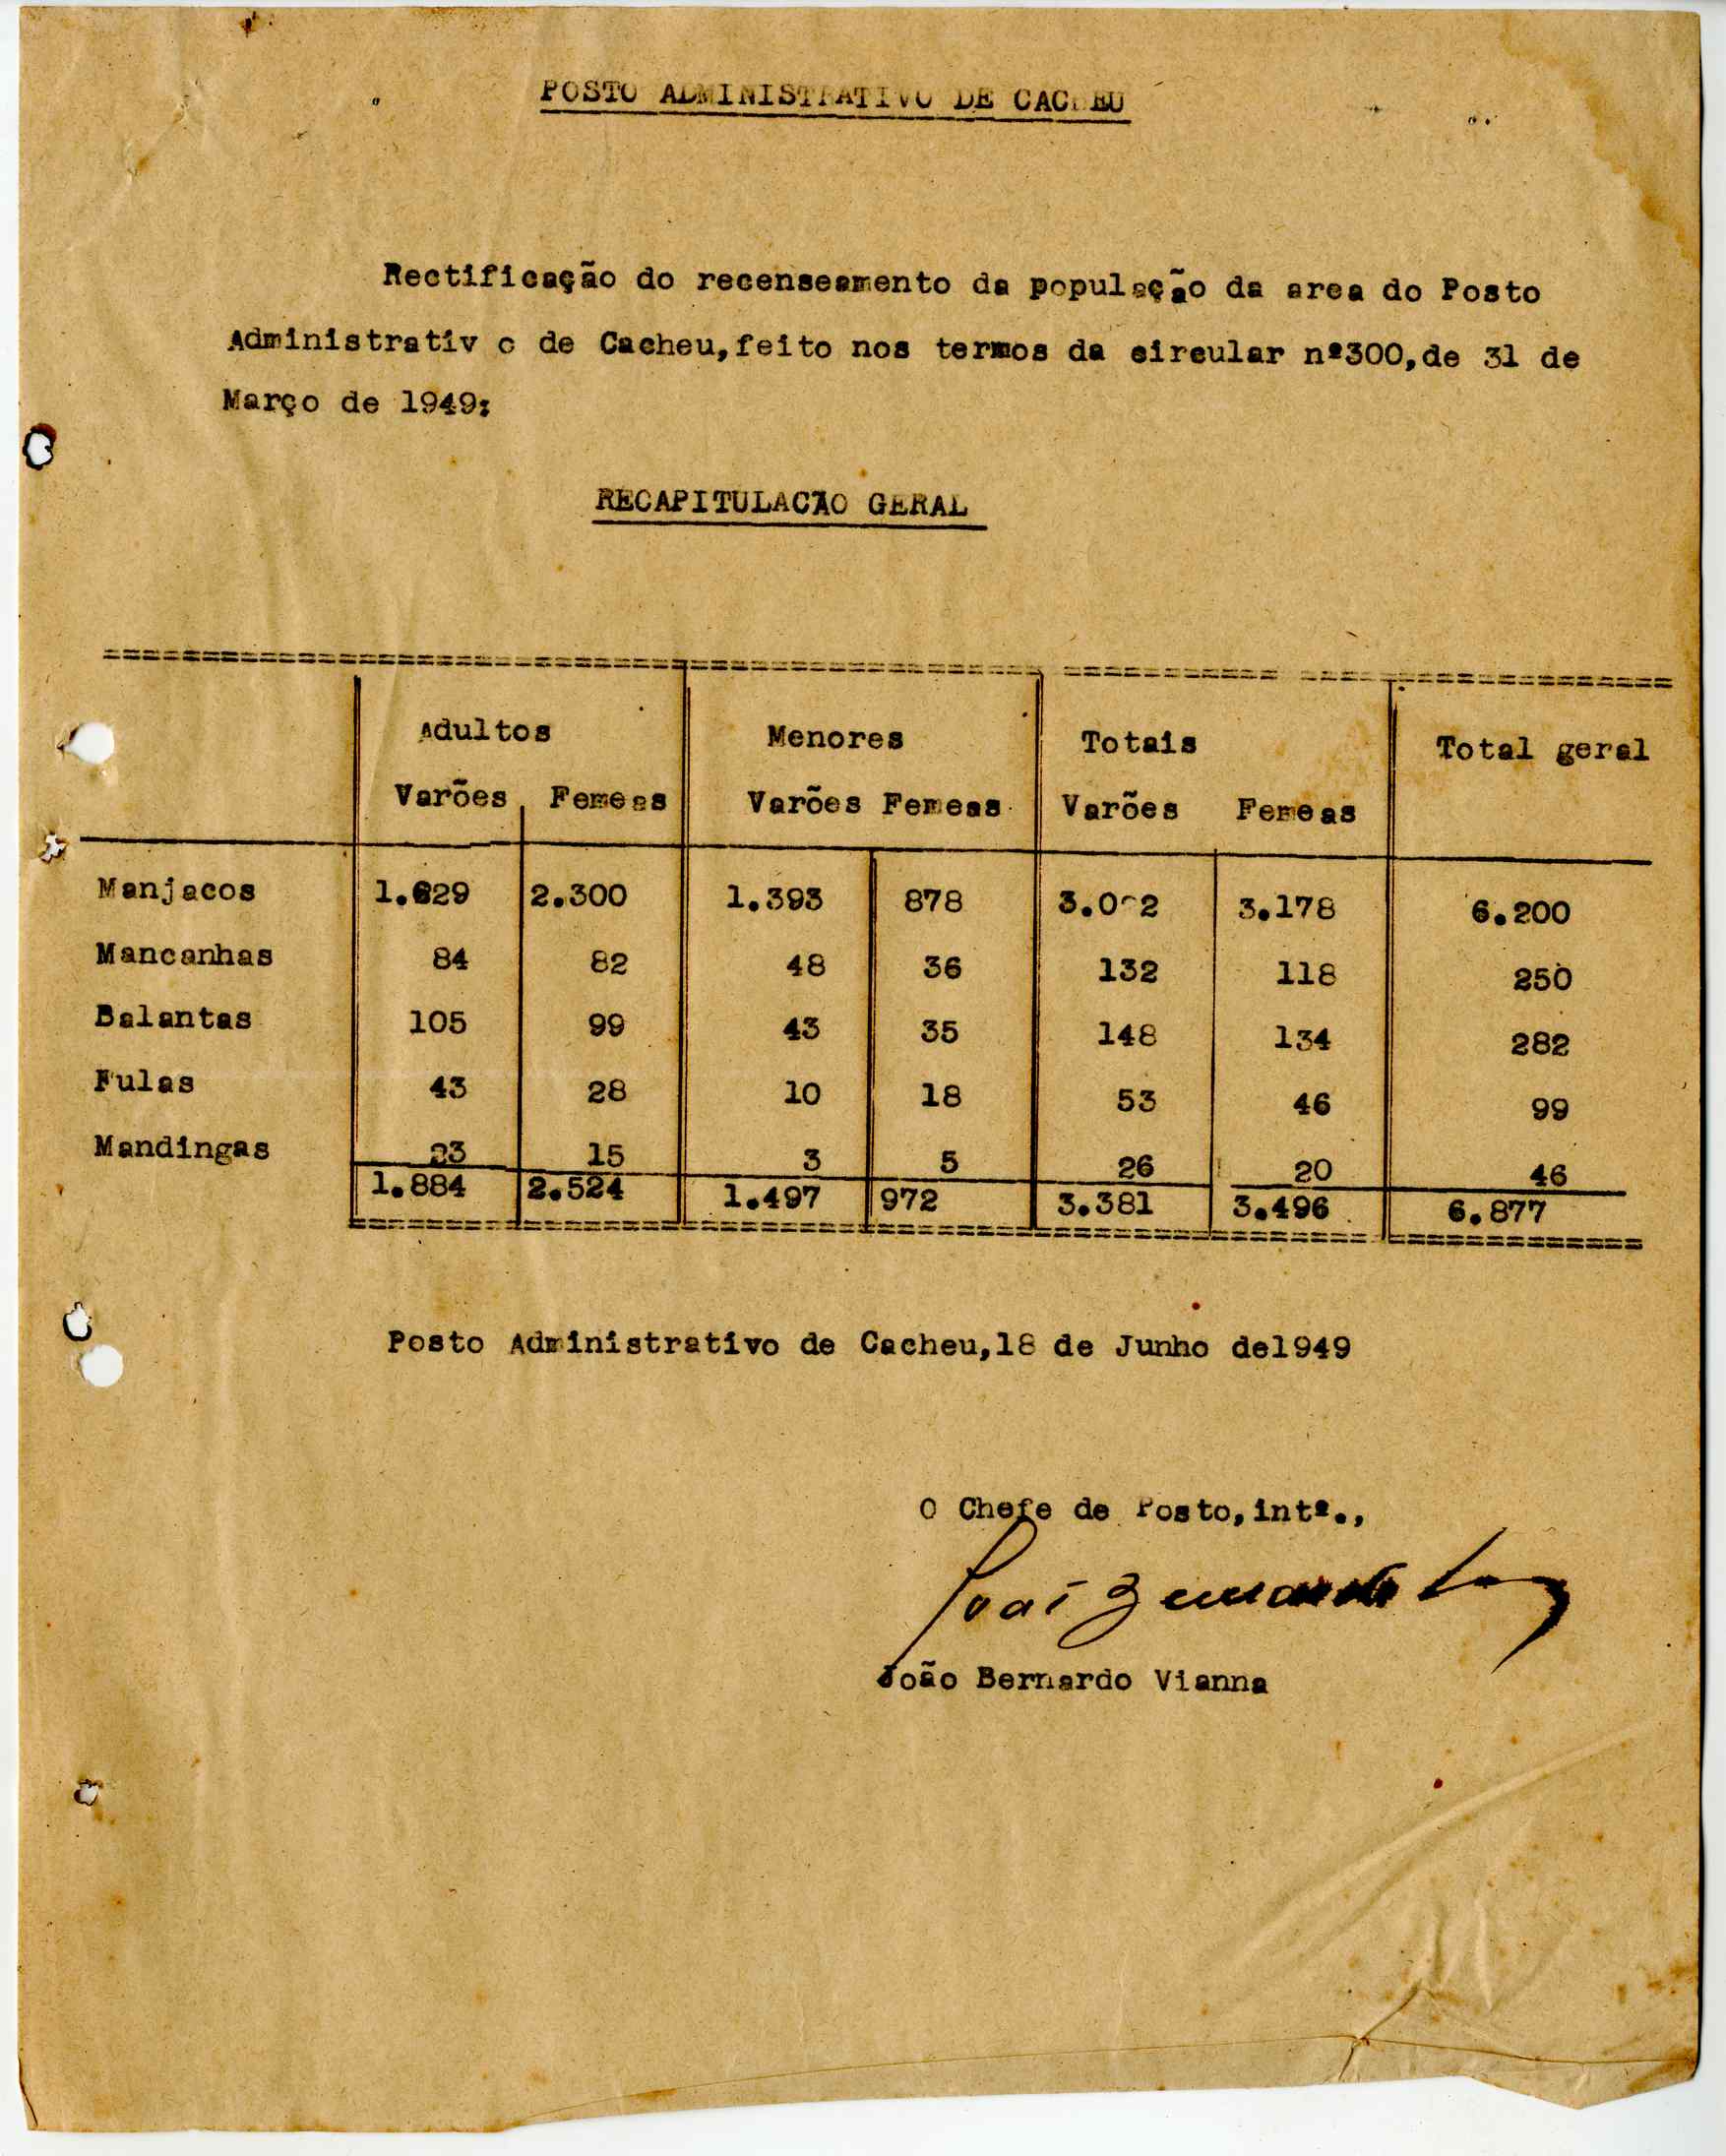 POSTO ADMINISTRATIVO DE CACHEU
Rectificação do recenseamento da população da area do Posto
Administrativ o de Cacheu,feito nos termos da circular nº300,de 31 de
Março de 1949:
RECAPITULACÃO GERAL
Adultos Menores Totais Total geral
Varões Femeas Varões Femeas Varões Femeas
Manjacos 1.629 2.300 1.393 878 3.022 3.178 6.200
Mancanhas 84 82 48 36 132 118 250
Balantas 105 99 43 35 148 134 282
Fulas 43 28 10 18 53 46 99
Mandingas 23 15 3 5 26 20 46
1.884 2.524 1.497 972 3.381 3.496 6.877
Posto Administrativo de Cacheu,18 de Junho de1949
O Chefe de Posto,intº.,
João Bernardo Vianna